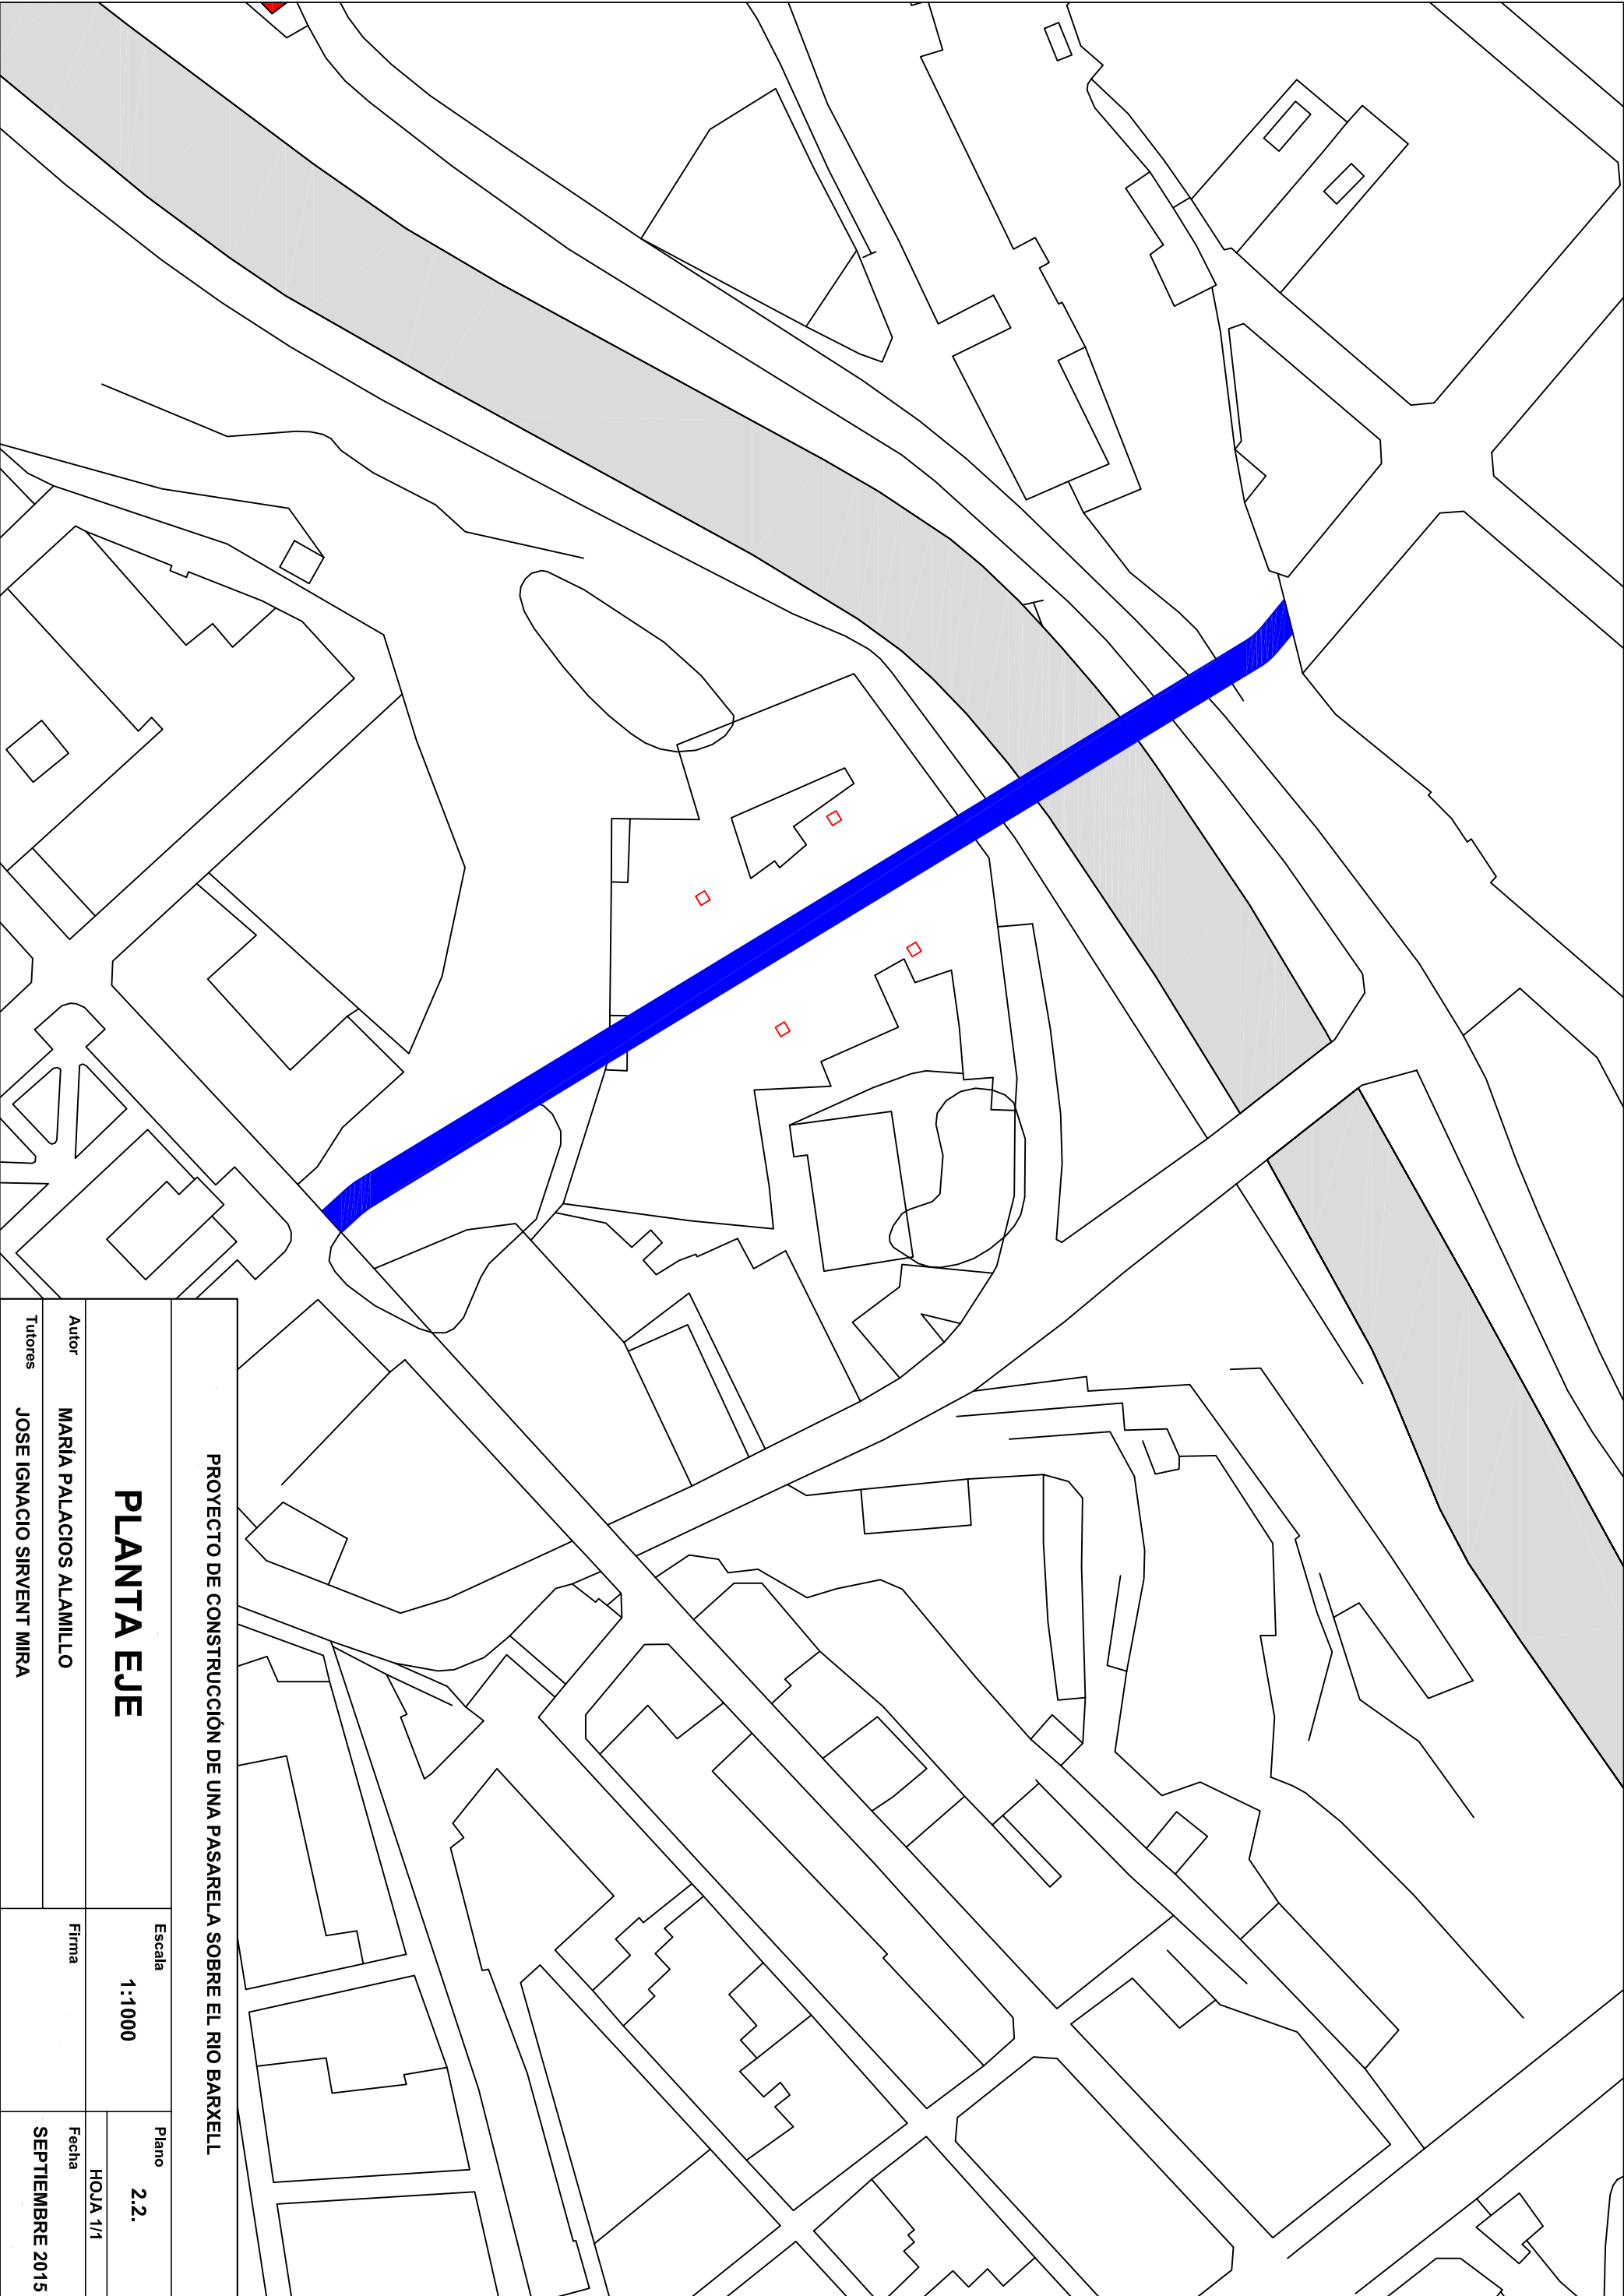 PROYECTO DE CONSTRUCCIÓN DE UNA PASARELA SOBRE EL RIO BARXELL
PLANTA EJE
Escala
1:1000
Plano
2.2.
HOJA 1/1
Autor
MARÍA PALACIOS ALAMILLO
Tutores
JOSE IGNACIO SIRVENT MIRA
Firma
Fecha
SEPTIEMBRE 2015